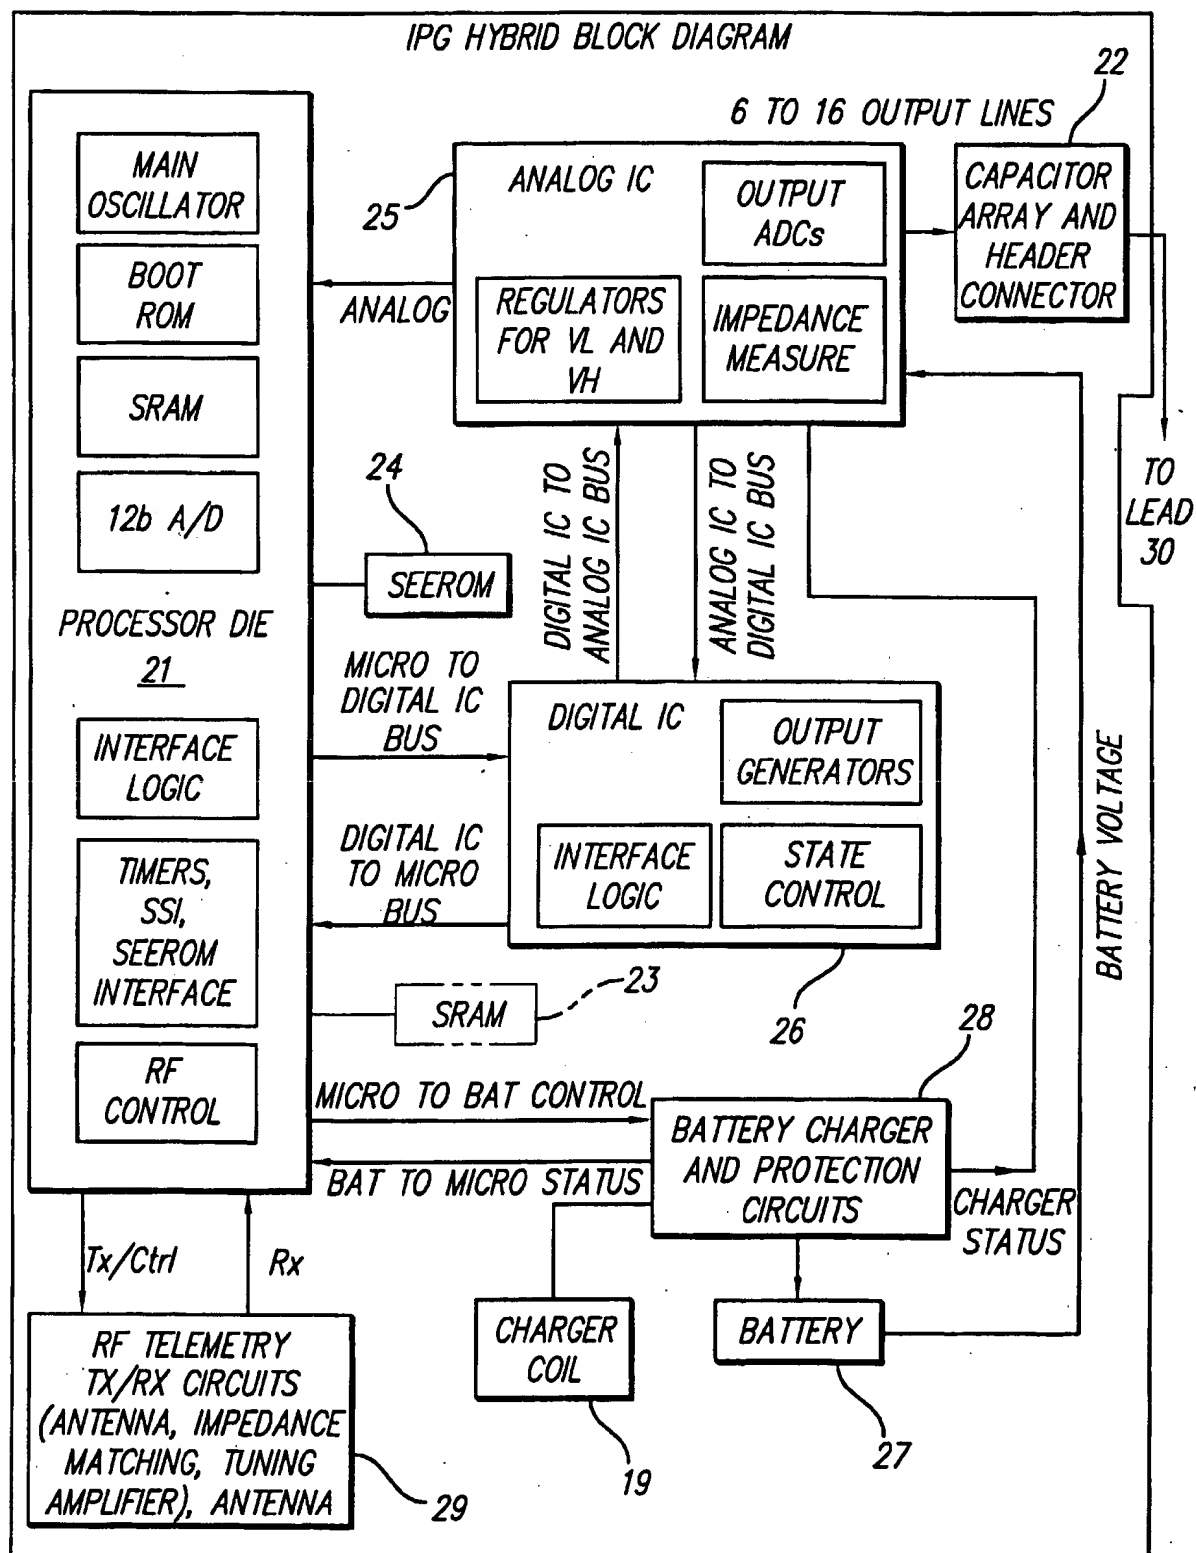 IPG HYBRID BLOCK DIAGRAM
22
6 TO 16 OUTPUT LINES
MAIN
OSCILLATOR
BOOT
ROM
SRAM
12b A/D
PROCESSOR DIE
21
INTERFACE
LOGIC
TIMERS,
SSI,
SEEROM
INTERFACE
RF
CONTROL
25
ANALOG IC
OUTPUT
ADCs
REGULATORS
FOR VL AND
VH
IMPEDANCE
MEASURE
CAPACITOR
ARRAY AND
HEADER
CONNECTOR
ANALOG
TO
LEAD
30
24
SEEROM
DIGITAL IC TO
ANALOG IC BUS
ANALOG IC TO
DIGITAL IC BUS
MICRO TO
DIGITAL IC
BUS
DIGITAL IC
OUTPUT
GENERATORS
INTERFACE
LOGIC
STATE
CONTROL
DIGITAL IC
TO MICRO
BUS
BATTERY VOLTAGE
23
SRAM
26
28
MICRO TO BAT CONTROL
BAT TO MICRO STATUS
BATTERY CHARGER
AND PROTECTION
CIRCUITS
CHARGER
STATUS
Tx/Ctrl
Rx
CHARGER
COIL
BATTERY
RF TELEMETRY
TX/RX CIRCUITS
(ANTENNA, IMPEDANCE
MATCHING, TUNING
AMPLIFIER), ANTENNA
29
19
27